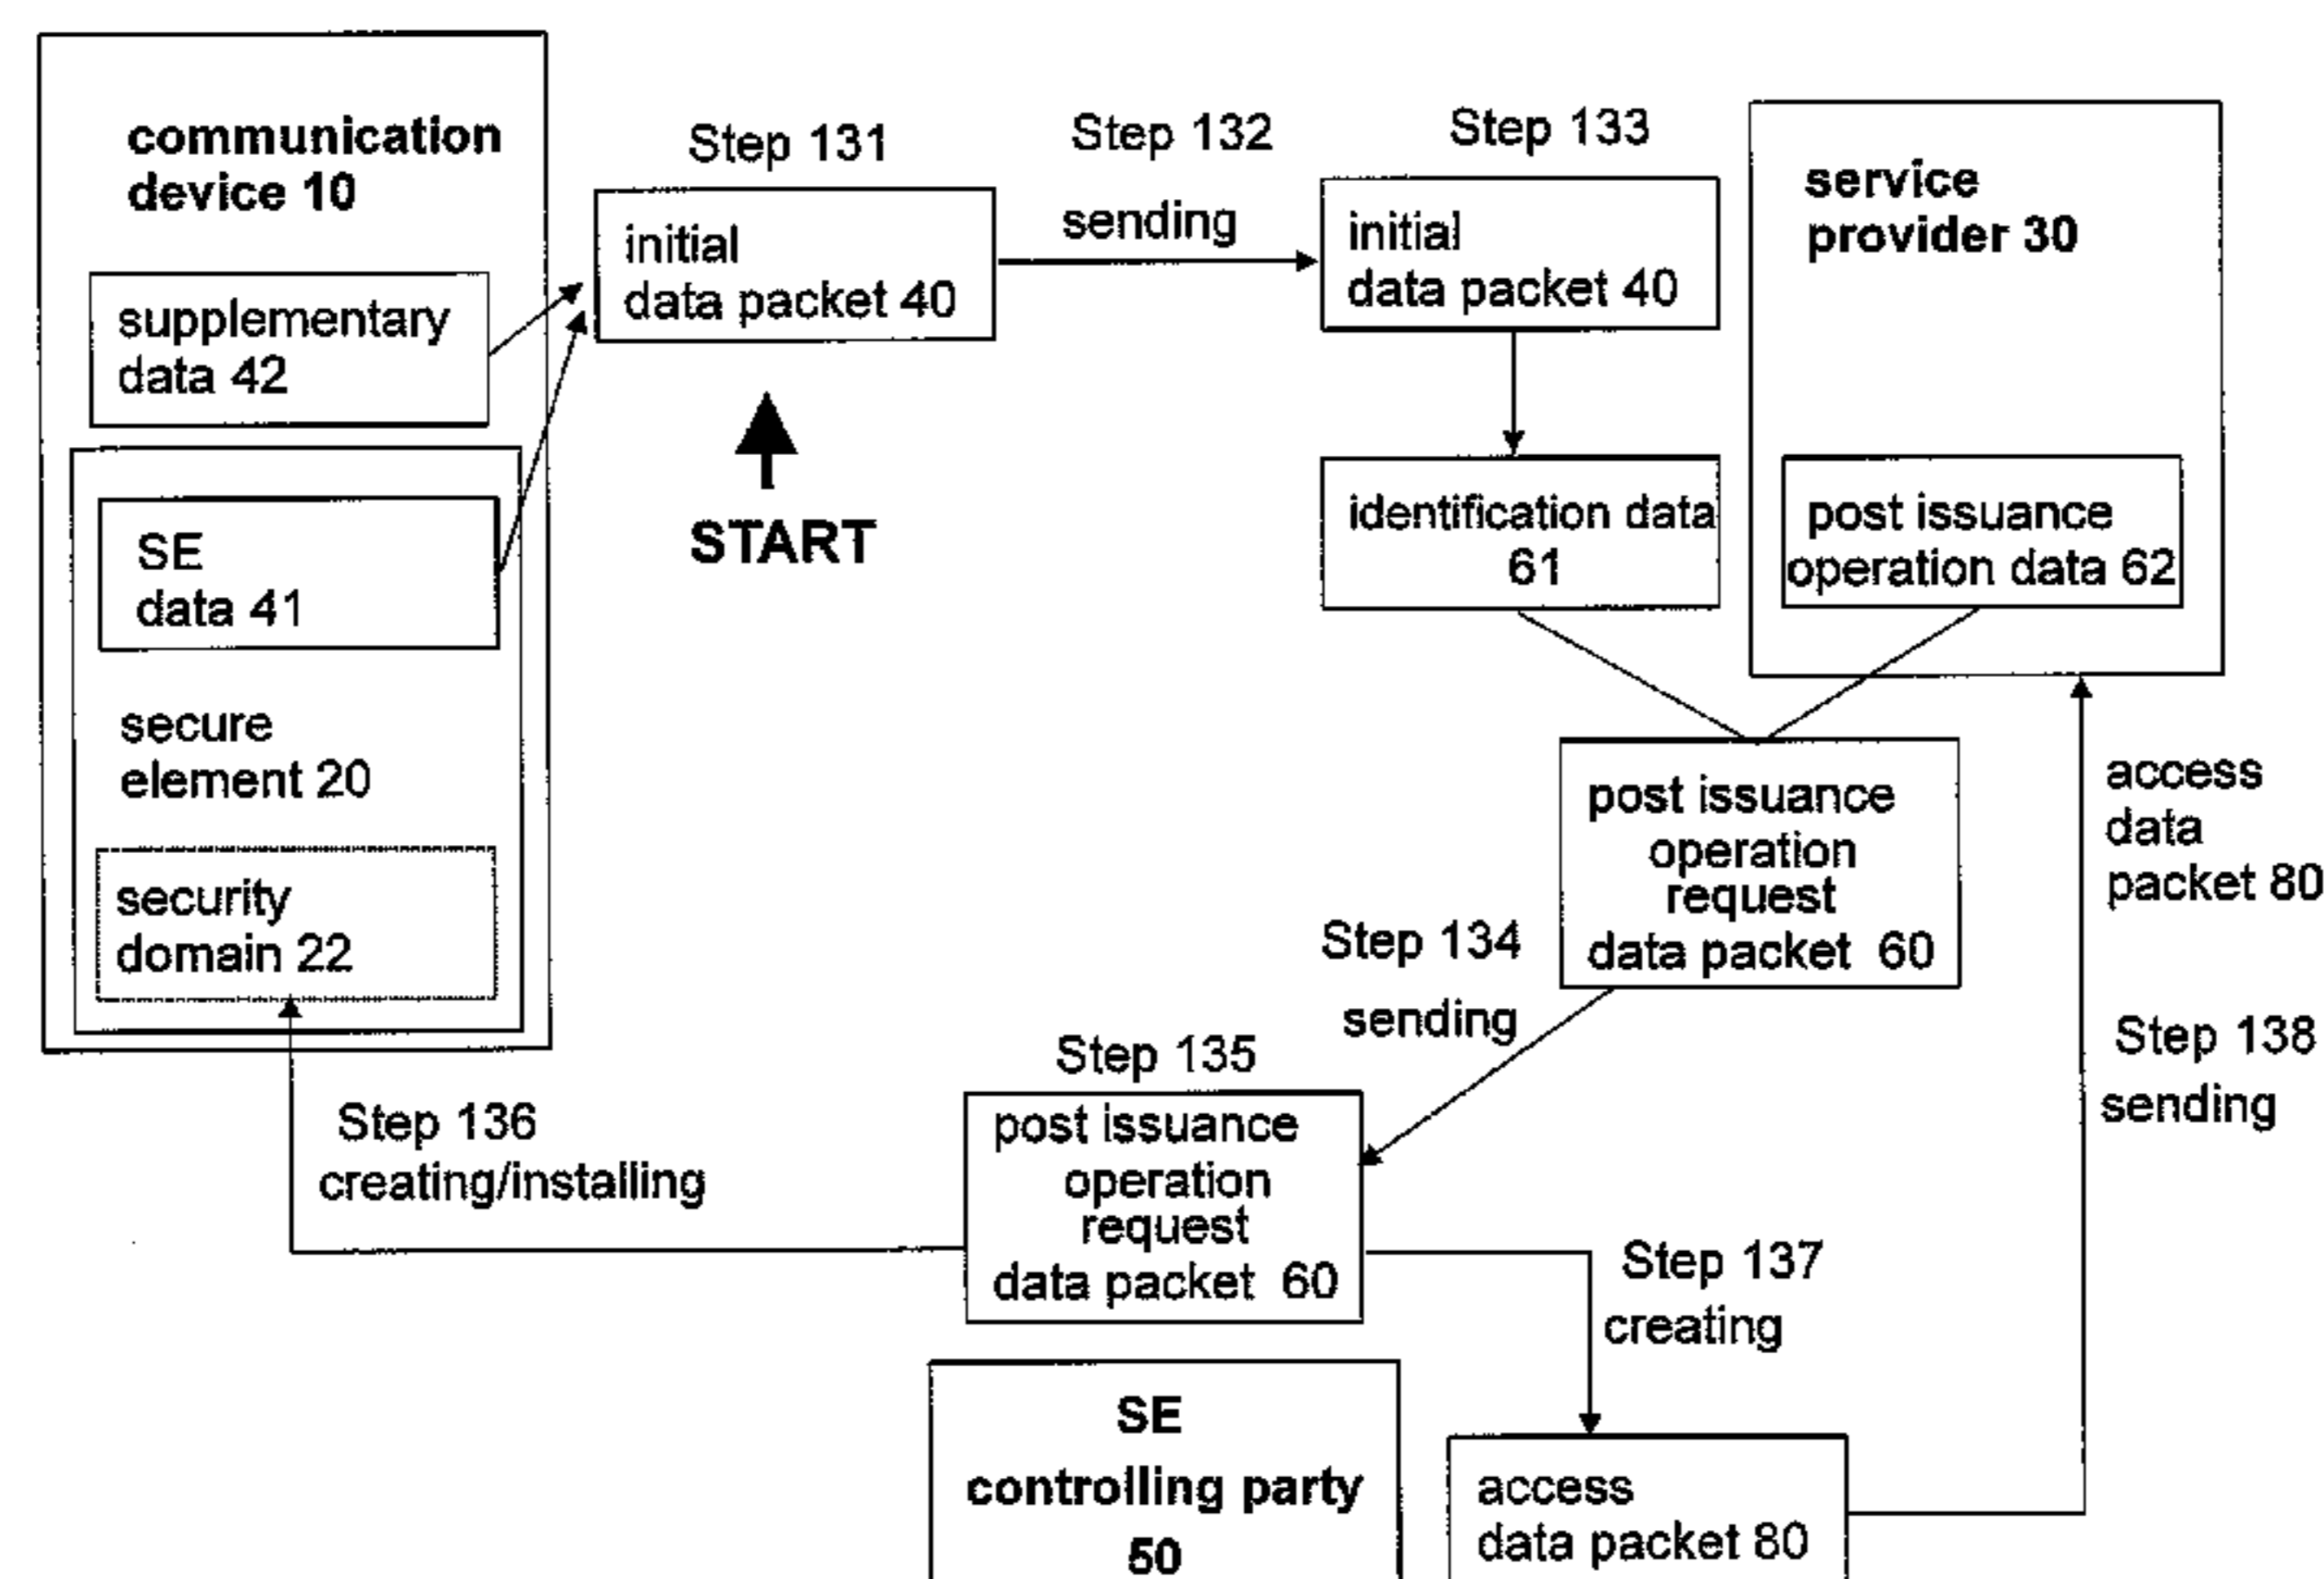 communication
device 10
supplementary
data 42
SE
data 41
secure
element 20
security
domain 22
Step 131
initial
data packet 40
START
Step 132
sending
Step 133
initial
data packet 40
identification data
61
service
provider 30
post issuance
operation data 62
post issuance
operation
request
data packet 60
Step 134
sending
Step 135
post issuance
operation
request
data packet 60
Step 136
creating/installing
Step 137
creating
SE
controlling party
50
access
data packet 80
access
data
packet 80
Step 138
sending